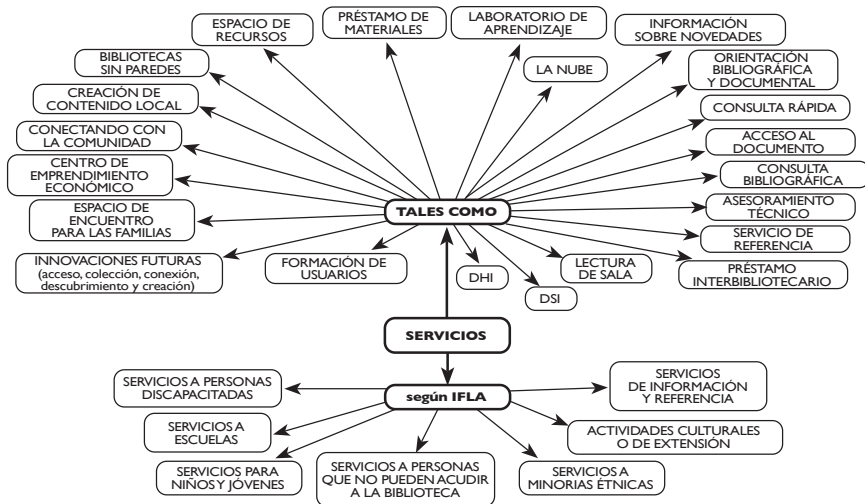 ESPACIO DE
RECURSOS
PRÉSTAMO DE
MATERIALES
LABORATORIO DE
APRENDIZAJE
INFORMACIÓN
SOBRE NOVEDADES
BIBLIOTECAS
SIN PAREDES
LA NUBE
ORIENTACIÓN
BIBLIOGRÁFICA
Y DOCUMENTAL
CREACIÓN DE
CONTENIDO LOCAL
CONSULTA RÁPIDA
CONECTANDO CON
LA COMUNIDAD
ACCESO AL
DOCUMENTO
CENTRO DE
EMPRENDIMIENTO
ECONÓMICO
CONSULTA
BIBLIOGRÁFICA
ESPACIO DE
ENCUENTRO
PARA LAS FAMILIAS
TALES COMO
ASESORAMIENTO
TÉCNICO
SERVICIO DE
REFERENCIA
INNOVACIONES FUTURAS
(acceso, colección, conexión,
descubrimiento y creación)
FORMACIÓN DE
USUARIOS
DHI
DSI
LECTURA
DE SALA
PRÉSTAMO
INTERBIBLIOTECARIO
SERVICIOS
según IFLA
SERVICIOS A PERSONAS
DISCAPACITADAS
SERVICIOS
DE INFORMACIÓN
Y REFERENCIA
SERVICIOS A
ESCUELAS
ACTIVIDADES CULTURALES
O DE EXTENSIÓN
SERVICIOS PARA
NIÑOS Y JÓVENES
SERVICIOS A PERSONAS
QUE NO PUEDEN ACUDIR
A LA BIBLIOTECA
SERVICIOS A
MINORIAS ÉTNICAS